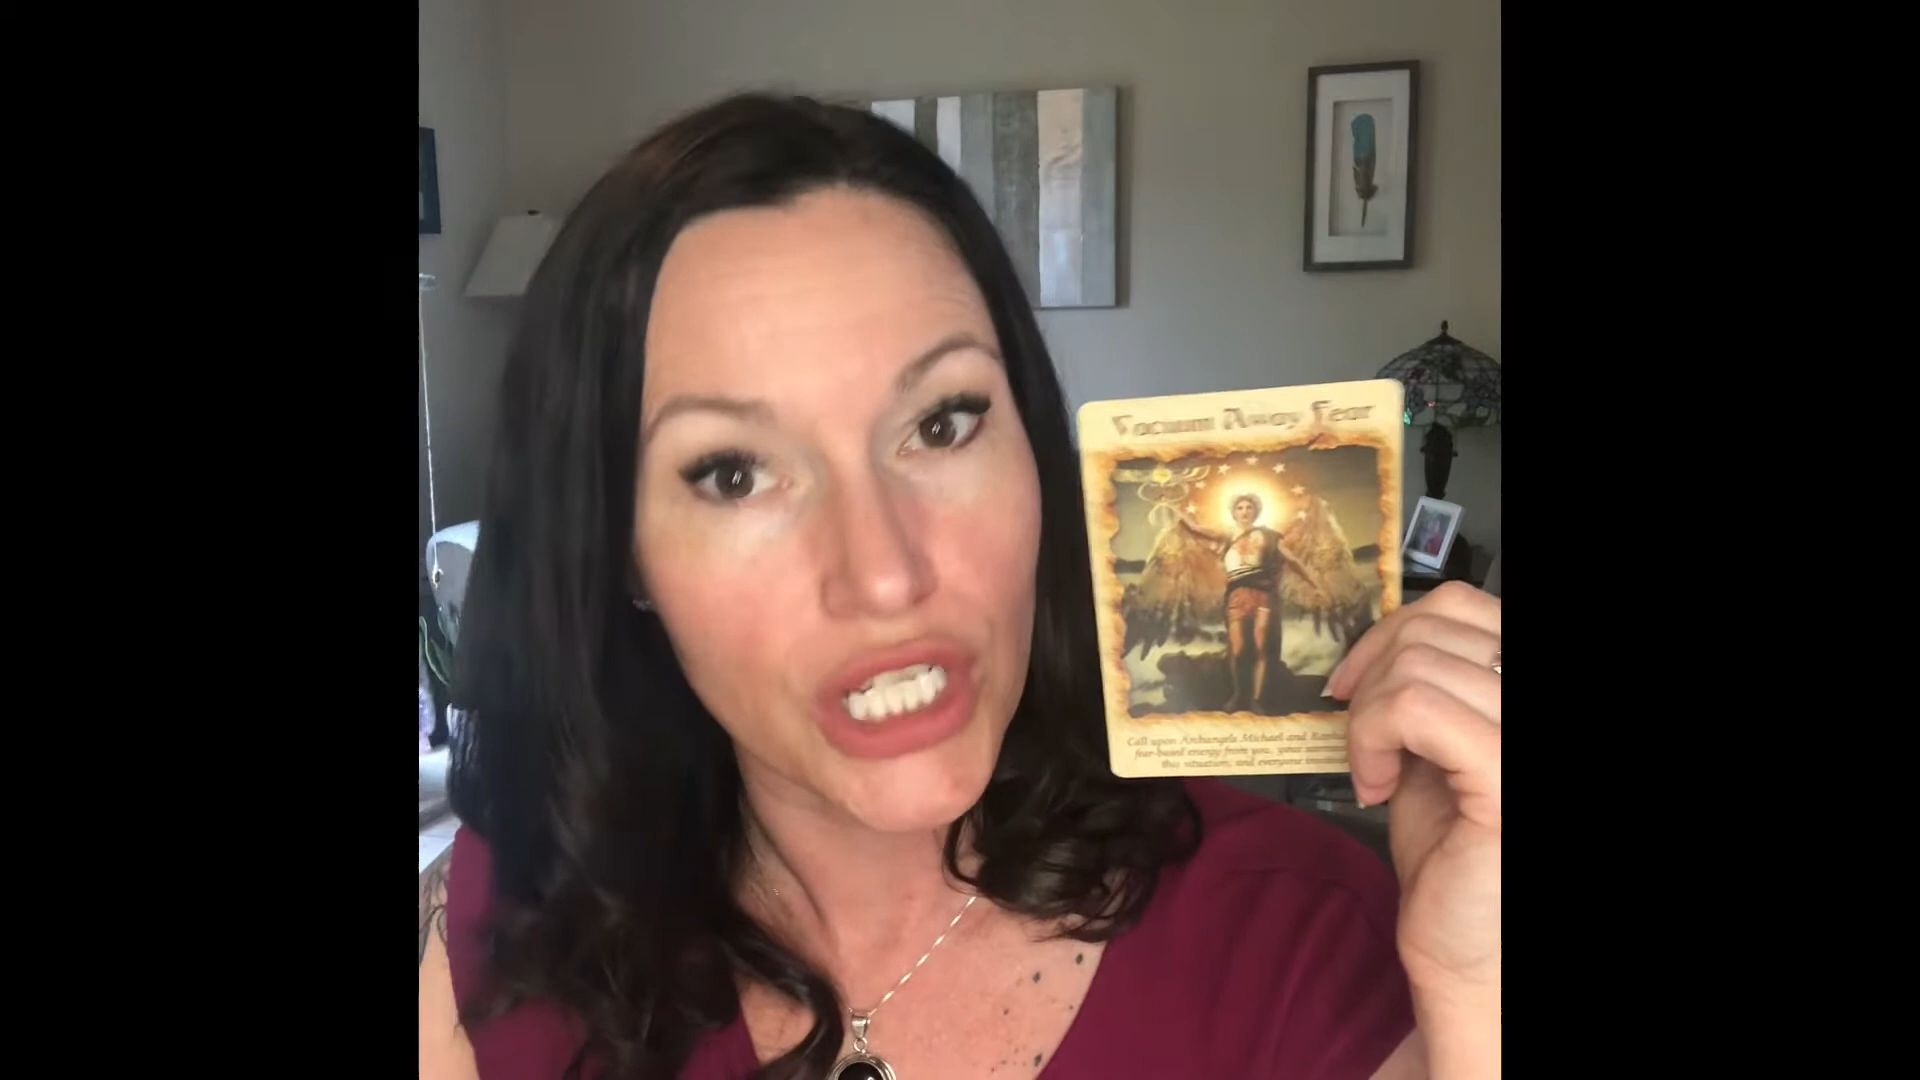 Vacuum Away Fear
Call upon Archangels Michael and
fear-based energy from you, your
this situation, and everyone